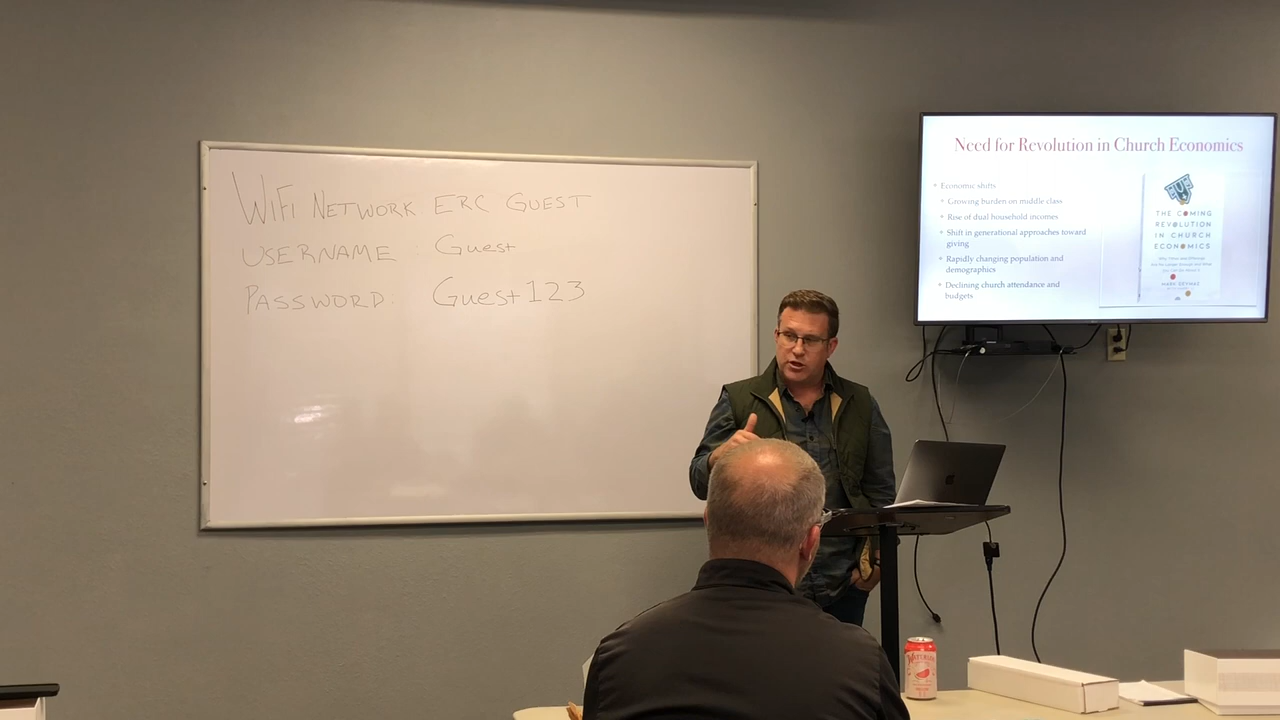 WIFI NETWORK ERC GUEST
USERNAME : Guest
PASSWORD: Guest123
Need for Revolution in Church Economics
Economic shifts
Growing burden on middle class
Rise of dual household incomes
Shift in generational approaches toward
giving
Rapidly changing population and
demographics
Declining church attendance and
budgets
THE COMING
REVOLUTION
IN CHURCH
ECONOMICS
MARK DEYMAZ